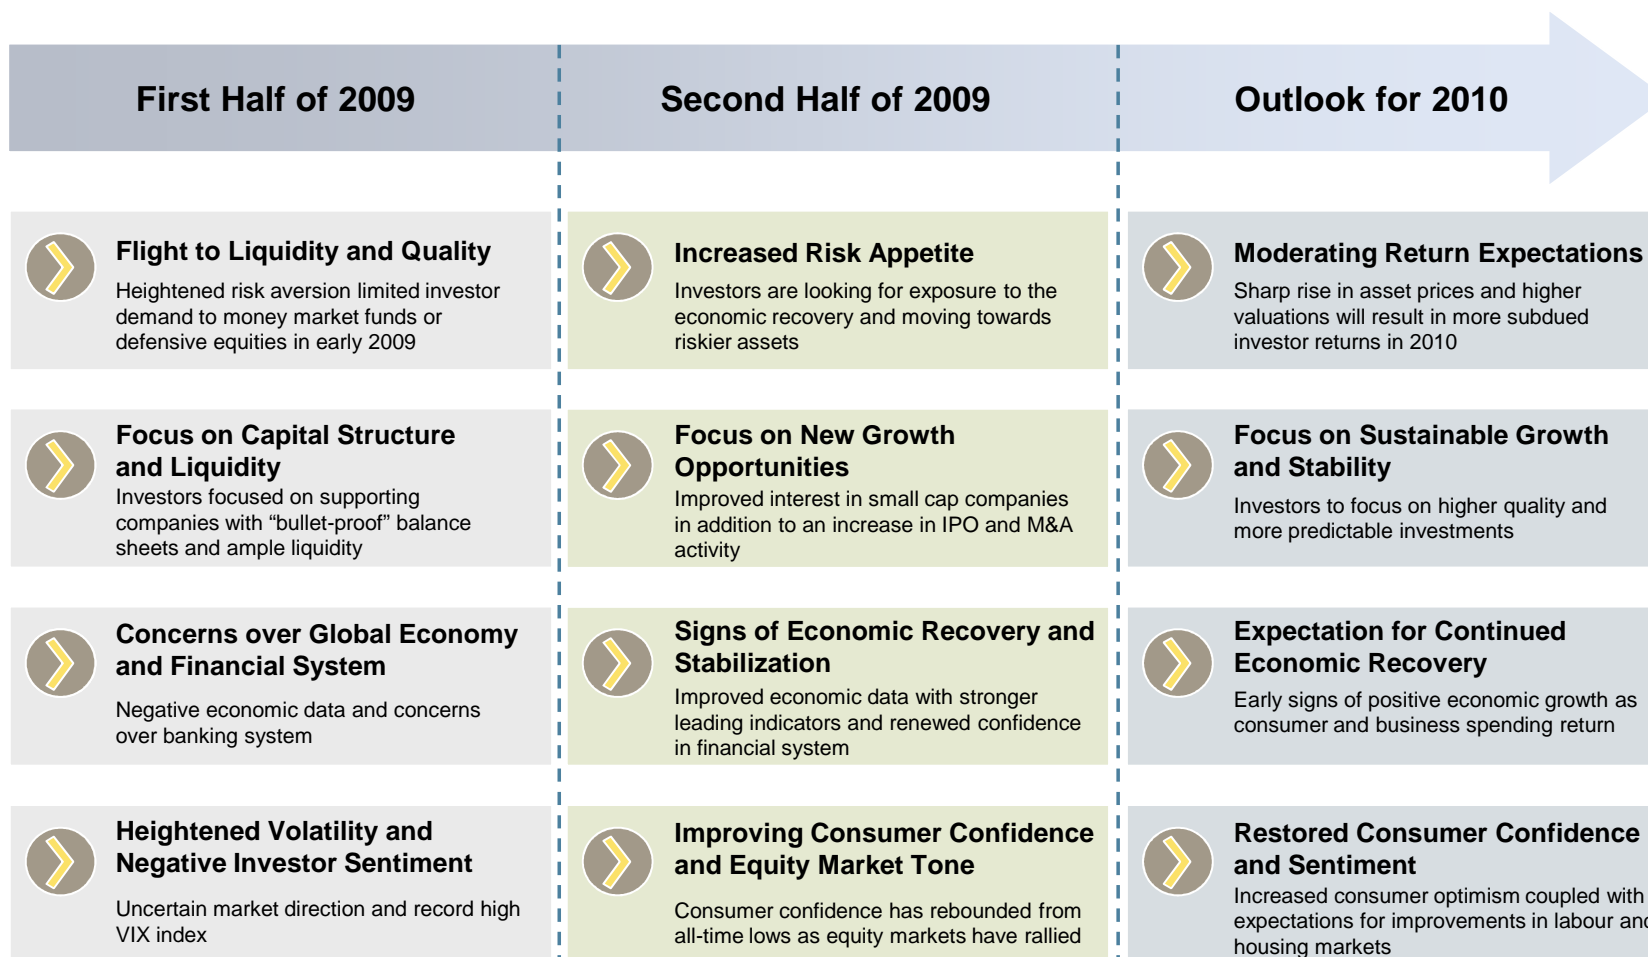 First Half of 2009
Second Half of 2009
Outlook for 2010
Flight to Liquidity and Quality
Heightened risk aversion limited investor
demand to money market funds or
defensive equities in early 2009
Increased Risk Appetite
Investors are looking for exposure to the
economic recovery and moving towards
riskier assets
Moderating Return Expectations
Sharp rise in asset prices and higher
valuations will result in more subdued
investor returns in 2010
Focus on Capital Structure
and Liquidity
Investors focused on supporting
companies with “bullet-proof” balance
sheets and ample liquidity
Focus on New Growth
Opportunities
Improved interest in small cap companies
in addition to an increase in IPO and M&A
activity
Focus on Sustainable Growth
and Stability
Investors to focus on higher quality and
more predictable investments
Concerns over Global Economy
and Financial System
Negative economic data and concerns
over banking system
Signs of Economic Recovery and
Stabilization
Improved economic data with stronger
leading indicators and renewed confidence
in financial system
Expectation for Continued
Economic Recovery
Early signs of positive economic growth as
consumer and business spending return
Heightened Volatility and
Negative Investor Sentiment
Uncertain market direction and record high
VIX index
Improving Consumer Confidence
and Equity Market Tone
Consumer confidence has rebounded from
all-time lows as equity markets have rallied
Restored Consumer Confidence
and Sentiment
Increased consumer optimism coupled with
expectations for improvements in labour and
housing markets